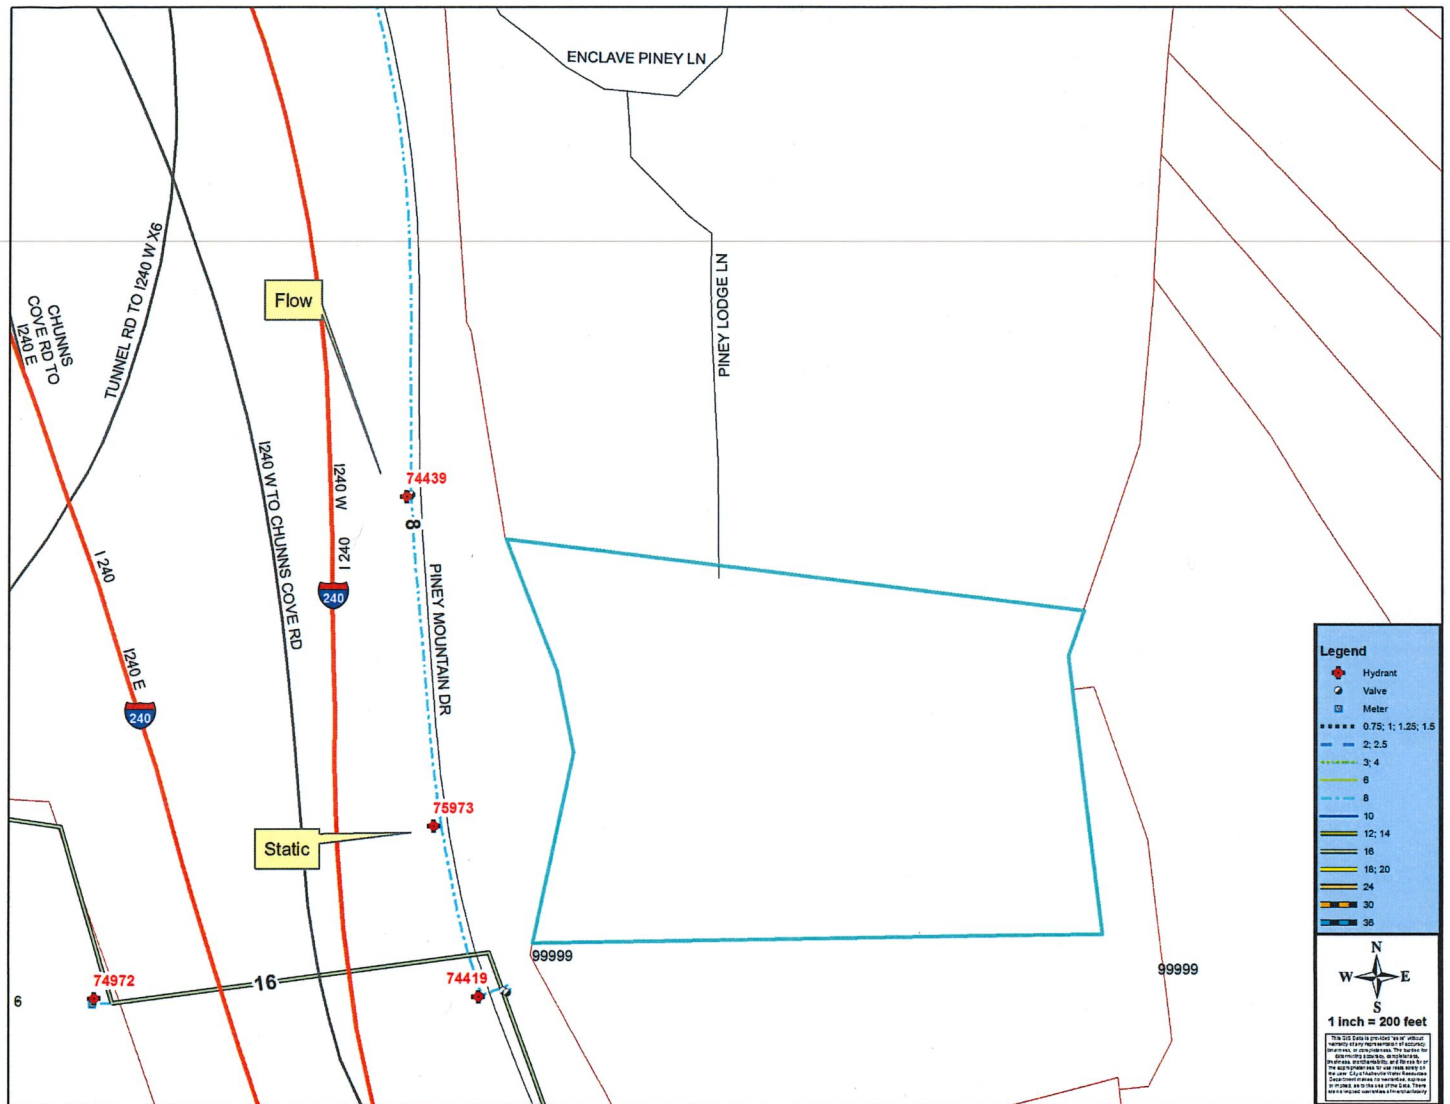 ENCLAVE PINEY LN
TUNNEL RD TO I240 W X6
CHUNNS
COVE RD TO
I240 E
Flow
PINEY LODGE LN
74439
8
I240 W TO CHUNNS COVE RD
I240 W
I 240
240
PINEY MOUNTAIN DR
I 240
I240 E
240
75973
Static
99999
99999
74972
16
74419
6
Legend
Hydrant
Valve
Meter
0.75; 1; 1.25; 1.5
2; 2.5
3; 4
6
8
10
12; 14
16
18; 20
24
30
36
N
W E
S
1 inch = 200 feet